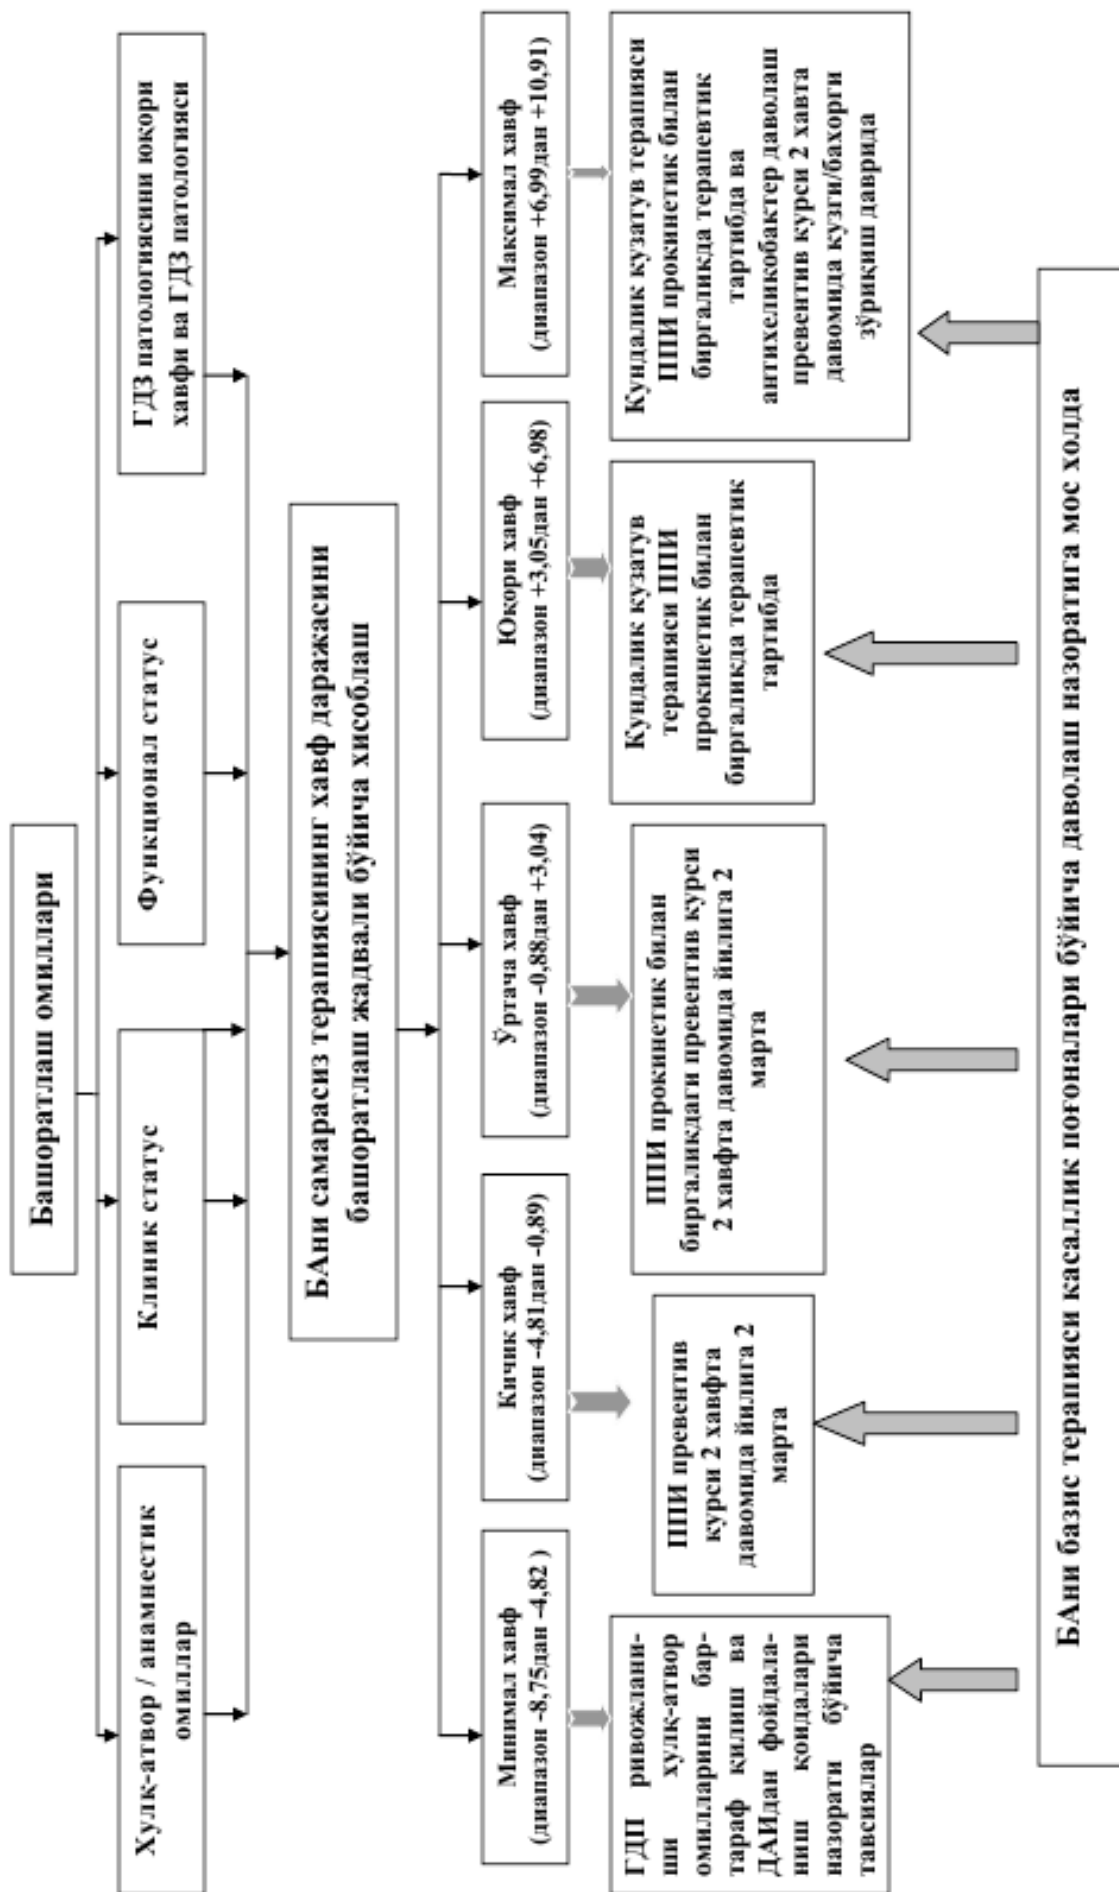 Башоратлаш омиллари
Хулк-атвор / анамнестик
омиллар
Клиник статус
Функционал статус
ГДЗ патологиясини юқори
хавфи ва ГДЗ патологияси
БАни самарасиз терапиясининг хавф даражасини
башоратлаш жадвали бўйича хисоблаш
Минимал хавф
(диапазон -8,75дан -4,82 )
Кичик хавф
(диапазон -4,81дан -0,89)
Ўртача хавф
(диапазон -0,88дан +3,04)
Юқори хавф
(диапазон +3,05дан +6,98)
Максимал хавф
(диапазон +6,99дан +10,91)
ГДП ривожлани-
ши хулқ-атвор
омилларини бар-
тараф қилиш ва
ДАИдан фойдала-
ниш қоидалари
назорати бўйича
тавсиялар
ППИ превентив
курси 2 хавфта
давомида йилига 2
марта
ППИ прокинетик билан
биргаликдаги превентив курси
2 хавфта давомида йилига 2
марта
Кундалик кузатув
терапияси ППИ
прокинетик билан
биргаликда терапевтик
тартибда
Кундалик кузатув терапияси
ППИ прокинетик билан
биргаликда терапевтик
тартибда ва
антихеликобактер даволаш
превентив курси 2 хавта
давомида кузги/бахорги
зўриқиш даврида
БАни базис терапияси касаллик поғоналари бўйича даволаш назоратига мос холда